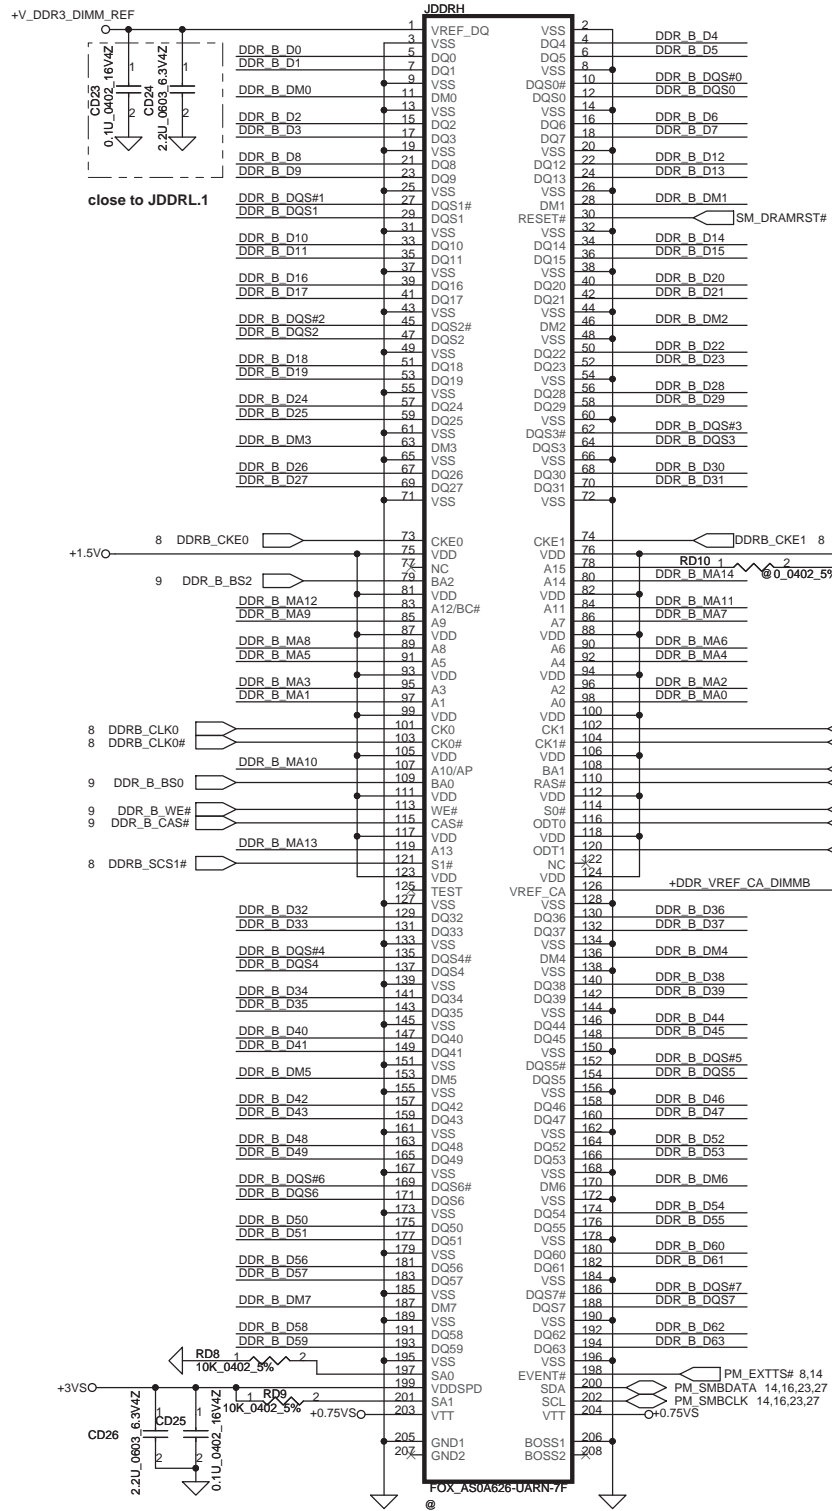 JDDRH
+V_DDR3_DIMM_REF
1 VREF_DQ VSS 2
3 VSS DQ4 4 DDR_B_D4
DDR_B_D0 5 DQ0 DQ5 6 DDR_B_D5
DDR_B_D1 7 DQ1 VSS 8
9 VSS DQS0# 10 DDR_B_DQS#0
DDR_B_DM0 11 DM0 DQS0 12 DDR_B_DQS0
13 VSS VSS 14
DDR_B_D2 15 DQ2 DQ6 16 DDR_B_D6
DDR_B_D3 17 DQ3 DQ7 18 DDR_B_D7
19 VSS VSS 20
DDR_B_D8 21 DQ8 DQ12 22 DDR_B_D12
DDR_B_D9 23 DQ9 DQ13 24 DDR_B_D13
25 VSS VSS 26
DDR_B_DQS#1 27 DQS1# DM1 28 DDR_B_DM1
DDR_B_DQS1 29 DQS1 RESET# 30 SM_DRAMRST#
31 VSS VSS 32
DDR_B_D10 33 DQ10 DQ14 34 DDR_B_D14
DDR_B_D11 35 DQ11 DQ15 36 DDR_B_D15
37 VSS VSS 38
DDR_B_D16 39 DQ16 DQ20 40 DDR_B_D20
DDR_B_D17 41 DQ17 DQ21 42 DDR_B_D21
43 VSS VSS 44
DDR_B_DQS#2 45 DQS2# DM2 46 DDR_B_DM2
DDR_B_DQS2 47 DQS2 VSS 48
49 VSS DQ22 50 DDR_B_D22
DDR_B_D18 51 DQ18 DQ23 52 DDR_B_D23
DDR_B_D19 53 DQ19 VSS 54
55 VSS DQ28 56 DDR_B_D28
DDR_B_D24 57 DQ24 DQ29 58 DDR_B_D29
DDR_B_D25 59 DQ25 VSS 60
61 VSS DQS3# 62 DDR_B_DQS#3
DDR_B_DM3 63 DM3 DQS3 64 DDR_B_DQS3
65 VSS VSS 66
DDR_B_D26 67 DQ26 DQ30 68 DDR_B_D30
DDR_B_D27 69 DQ27 DQ31 70 DDR_B_D31
71 VSS VSS 72
CD23
0.1U_0402_16V4Z
1
2
CD24
2.2U_0603_6.3V4Z
1
2
close to JDDRL.1
8 DDRB_CKE0 73 CKE0 CKE1 74 DDRB_CKE1 8
+1.5V 75 VDD VDD 76
77 NC A15 78 RD10 1 2 @0_0402_5%
9 DDR_B_BS2 79 BA2 A14 80 DDR_B_MA14
81 VDD VDD 82
DDR_B_MA12 83 A12/BC# A11 84 DDR_B_MA11
DDR_B_MA9 85 A9 A7 86 DDR_B_MA7
87 VDD VDD 88
DDR_B_MA8 89 A8 A6 90 DDR_B_MA6
DDR_B_MA5 91 A5 A4 92 DDR_B_MA4
93 VDD VDD 94
DDR_B_MA3 95 A3 A2 96 DDR_B_MA2
DDR_B_MA1 97 A1 A0 98 DDR_B_MA0
99 VDD VDD 100
8 DDRB_CLK0 101 CK0 CK1 102
8 DDRB_CLK0# 103 CK0# CK1# 104
105 VDD VDD 106
DDR_B_MA10 107 A10/AP BA1 108
9 DDR_B_BS0 109 BA0 RAS# 110
111 VDD VDD 112
9 DDR_B_WE# 113 WE# S0# 114
9 DDR_B_CAS# 115 CAS# ODT0 116
117 VDD VDD 118
DDR_B_MA13 119 A13 ODT1 120
8 DDRB_SCS1# 121 S1# NC 122
123 VDD VDD 124
125 TEST VREF_CA 126 +DDR_VREF_CA_DIMMB
127 VSS VSS 128
DDR_B_D32 129 DQ32 DQ36 130 DDR_B_D36
DDR_B_D33 131 DQ33 DQ37 132 DDR_B_D37
133 VSS VSS 134
DDR_B_DQS#4 135 DQS4# DM4 136 DDR_B_DM4
DDR_B_DQS4 137 DQS4 VSS 138
139 VSS DQ38 140 DDR_B_D38
DDR_B_D34 141 DQ34 DQ39 142 DDR_B_D39
DDR_B_D35 143 DQ35 VSS 144
145 VSS DQ44 146 DDR_B_D44
DDR_B_D40 147 DQ40 DQ45 148 DDR_B_D45
DDR_B_D41 149 DQ41 VSS 150
151 VSS DQS5# 152 DDR_B_DQS#5
DDR_B_DM5 153 DM5 DQS5 154 DDR_B_DQS5
155 VSS VSS 156
DDR_B_D42 157 DQ42 DQ46 158 DDR_B_D46
DDR_B_D43 159 DQ43 DQ47 160 DDR_B_D47
161 VSS VSS 162
DDR_B_D48 163 DQ48 DQ52 164 DDR_B_D52
DDR_B_D49 165 DQ49 DQ53 166 DDR_B_D53
167 VSS VSS 168
DDR_B_DQS#6 169 DQS6# DM6 170 DDR_B_DM6
DDR_B_DQS6 171 DQS6 VSS 172
173 VSS DQ54 174 DDR_B_D54
DDR_B_D50 175 DQ50 DQ55 176 DDR_B_D55
DDR_B_D51 177 DQ51 VSS 178
179 VSS DQ60 180 DDR_B_D60
DDR_B_D56 181 DQ56 DQ61 182 DDR_B_D61
DDR_B_D57 183 DQ57 VSS 184
185 VSS DQS7# 186 DDR_B_DQS#7
DDR_B_DM7 187 DM7 DQS7 188 DDR_B_DQS7
189 VSS VSS 190
DDR_B_D58 191 DQ58 DQ62 192 DDR_B_D62
DDR_B_D59 193 DQ59 DQ63 194 DDR_B_D63
195 VSS VSS 196
RD8 1 2 10K_0402_5% 197 SA0 EVENT# 198 PM_EXTTS# 8,14
+3VS 199 VDDSPD SDA 200 PM_SMBDATA 14,16,23,27
RD9 1 2 10K_0402_5% 201 SA1 SCL 202 PM_SMBCLK 14,16,23,27
+0.75VS 203 VTT VTT 204 +0.75VS
205 GND1 BOSS1 206
207 GND2 BOSS2 208
CD26
2.2U_0603_6.3V4Z
1
2
CD25
0.1U_0402_16V4Z
1
2
FOX_AS0A626-UARN-7F
@